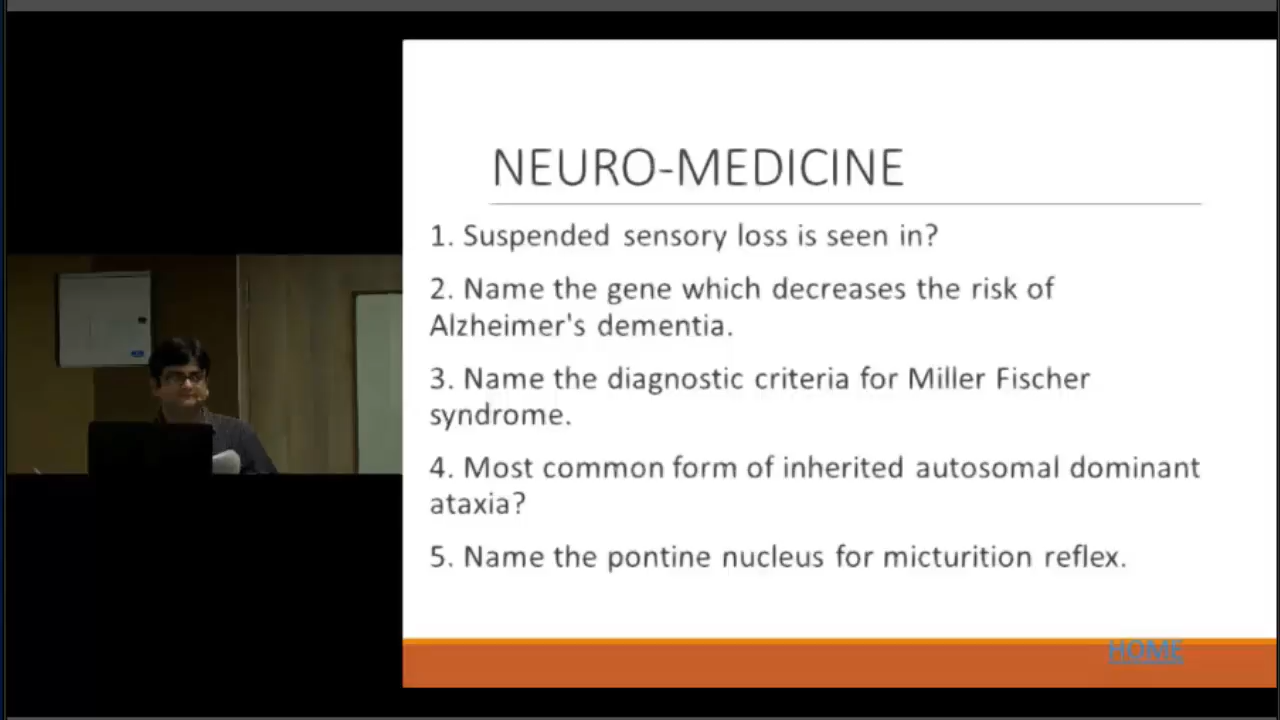 NEURO-MEDICINE
1. Suspended sensory loss is seen in?
2. Name the gene which decreases the risk of
Alzheimer's dementia.
3. Name the diagnostic criteria for Miller Fischer
syndrome.
4. Most common form of inherited autosomal dominant
ataxia?
5. Name the pontine nucleus for micturition reflex.
HOME